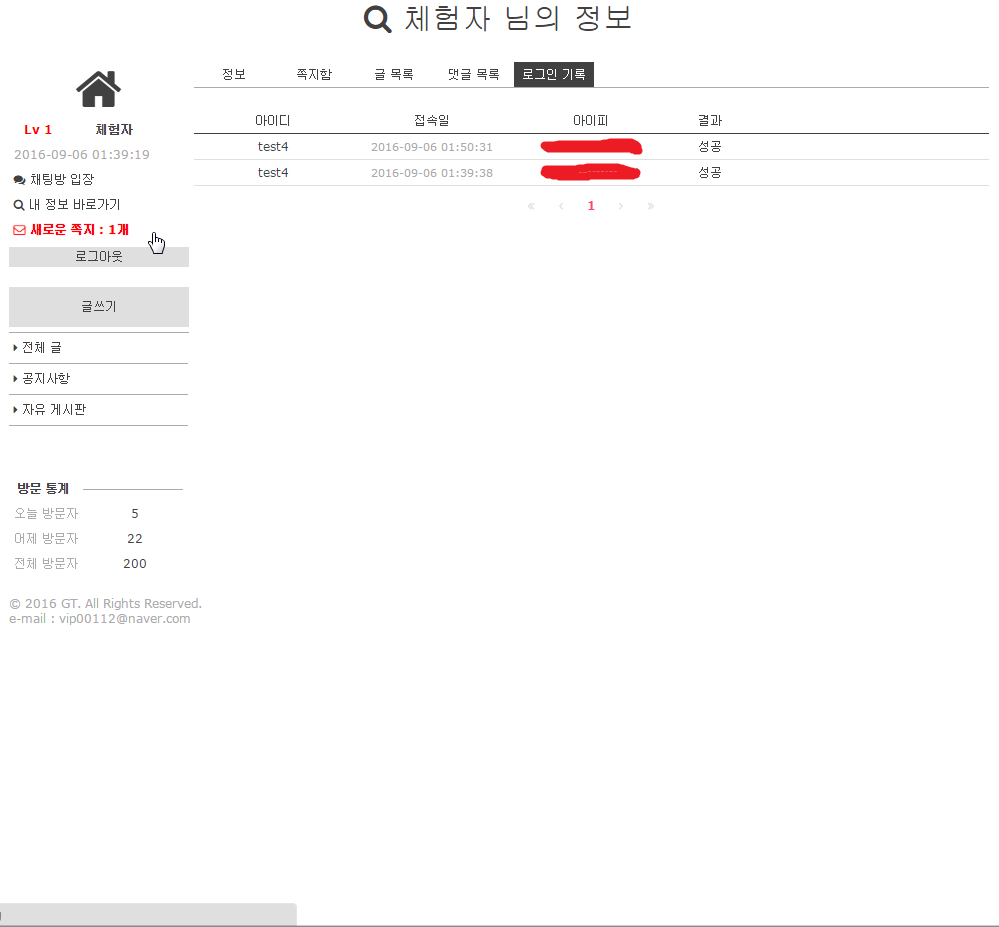 체험자 님의 정보
정보 쪽지함 글 목록 댓글 목록 로그인 기록
Lv 1 체험자
2016-09-06 01:39:19
채팅방 입장
내 정보 바로가기
새로운 쪽지 : 1개
로그아웃
글쓰기
전체 글
공지사항
자유 게시판
방문 통계
오늘 방문자 5
어제 방문자 22
전체 방문자 200
© 2016 GT. All Rights Reserved.
e-mail : vip00112@naver.com
아이디 접속일 아이피 결과
test4 2016-09-06 01:50:31 성공
test4 2016-09-06 01:39:38 성공
« ‹ 1 › »